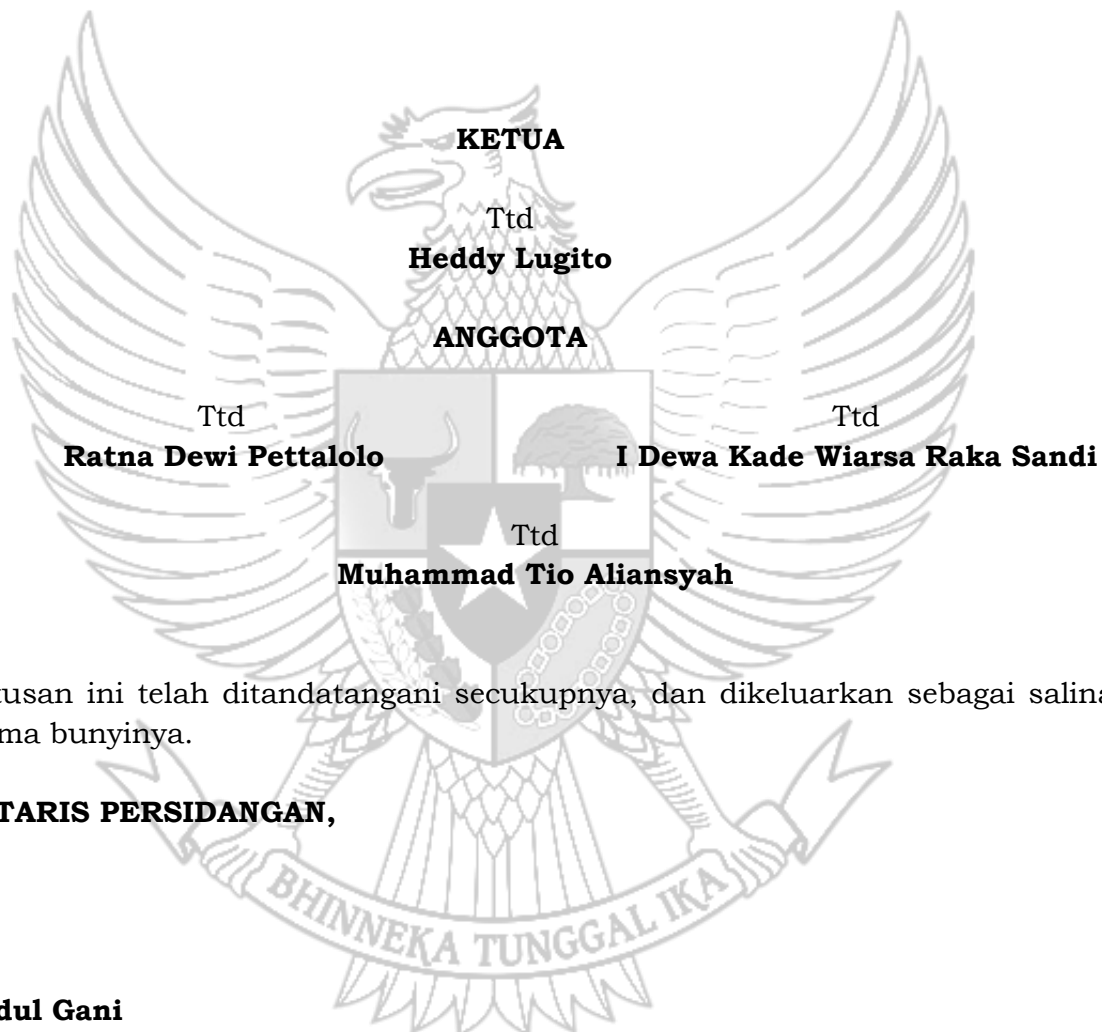 KETUA
Ttd
Heddy Lugito
ANGGOTA
Ttd Ttd
Ratna Dewi Pettalolo I Dewa Kade Wiarsa Raka Sandi
Ttd
Muhammad Tio Aliansyah
tusan ini telah ditandatangani secukupnya, dan dikeluarkan sebagai salina
ma bunyinya.
TARIS PERSIDANGAN,
BHINNEKA TUNGGAL IKA
dul Gani